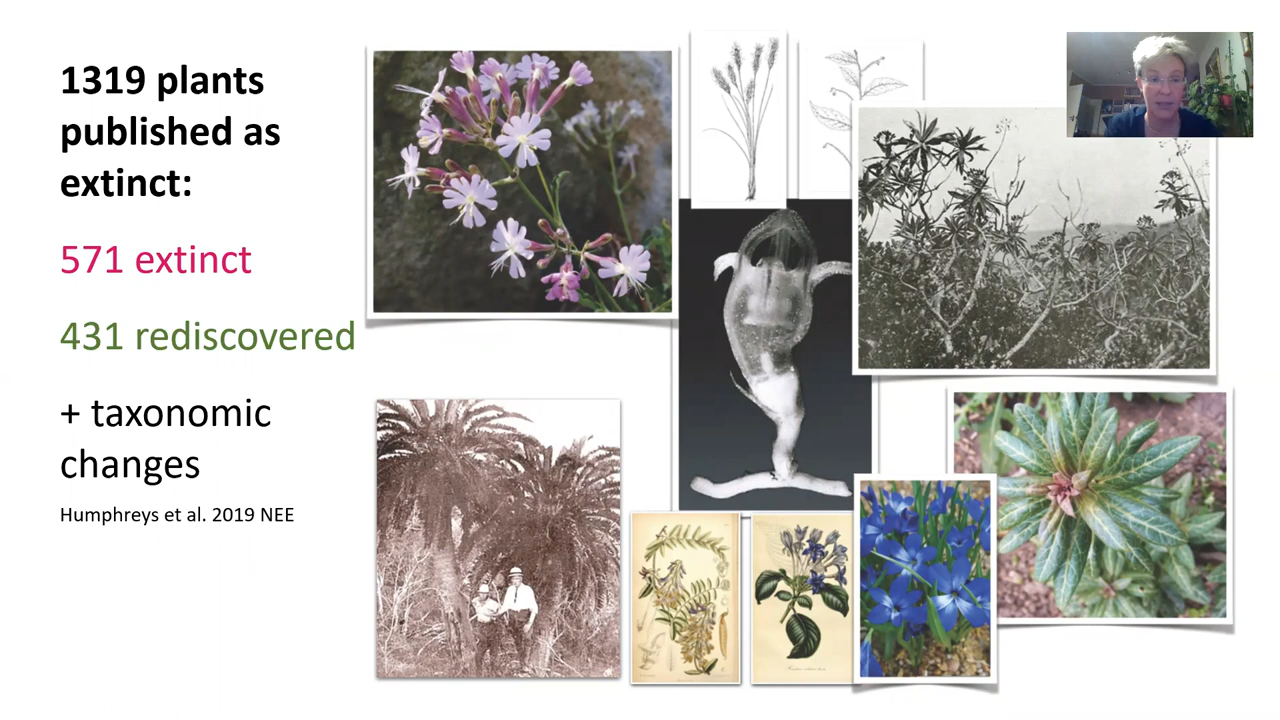 1319 plants
published as
extinct:
571 extinct
431 rediscovered
+ taxonomic
changes
Humphreys et al. 2019 NEE